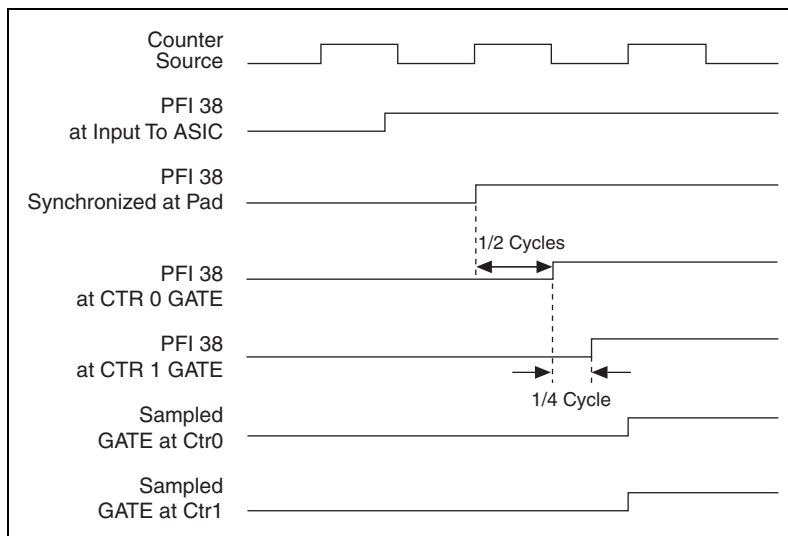 Counter
Source
PFI 38
at Input To ASIC
PFI 38
Synchronized at Pad
1/2 Cycles
PFI 38
at CTR 0 GATE
PFI 38
at CTR 1 GATE
1/4 Cycle
Sampled
GATE at Ctr0
Sampled
GATE at Ctr1